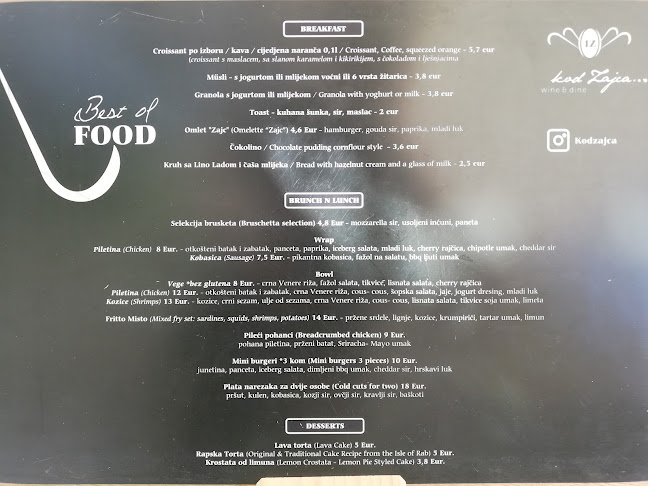 BREAKFAST
Croissant po izboru / kava / cijeđena naranča 0,1l / Croissant, Coffee, squeezed orange - 5,7 eur
(croissant s maslacem, sa slanom karamelom i kikirikijem, s čokoladom i lješnjacima
Müsli - s jogurtom ili mlijekom voćni ili 6 vrsta žitarica - 3,8 eur
Granola s jogurtom ili mlijekom / Granola with yoghurt or milk - 3,8 eur
Toast - kuhana šunka, sir, maslac - 2 eur
Omlet "Zajc" (Omelette "Zajc") 4,6 Eur - hamburger, gouda sir, paprika, mladi luk
Čokolino / Chocolate pudding cornflour style - 3,6 eur
Kruh sa Lino Ladom i čaša mlijeka / Bread with hazelnut cream and a glass of milk - 2,5 eur
Best of
FOOD
kod Zajca...
wine & dine
Kodzajca
BRUNCH N LUNCH
Selekcija brusketa (Bruschetta selection) 4,8 Eur - mozzarella sir, usoljeni inćuni, paneta
Wrap
Piletina (Chicken) 8 Eur. - otkošteni batak i zabatak, panceta, paprika, iceberg salata, mladi luk, cherry rajčica, chipotle umak, cheddar sir
Kobasica (Sausage) 7,5 Eur. - pikantna kobasica, fažol na salatu, bbq ljuti umak
Bowl
Vege *bez glutena 8 Eur. - crna Venere riža, fažol salata, tikvice, lisnata salata, cherry rajčica
Piletina (Chicken) 12 Eur. - otkošteni batak i zabatak, crna Venere riža, cous- cous, šopska salata, jaje, jogurt dresing, mladi luk
Kozice (Shrimps) 13 Eur. - kozice, crni sezam, ulje od sezama, crna Venere riža, cous- cous, lisnata salata, tikvice soja umak, limeta
Fritto Misto (Mixed fry set: sardines, squids, shrimps, potatoes) 14 Eur. - pržene srdele, lignje, kozice, krumpirići, tartar umak, limun
Pileći pohanci (Breadcrumbed chicken) 9 Eur.
pohana piletina, prženi batat, Sriracha- Mayo umak
Mini burgeri *3 kom (Mini burgers 3 pieces) 10 Eur.
junetina, panceta, iceberg salata, dimljeni bbq umak, cheddar sir, hrskavi luk
Plata narezaka za dvije osobe (Cold cuts for two) 18 Eur.
pršut, kulen, kobasica, kozji sir, ovčji sir, kravlji sir, baškoti
DESSERTS
Lava torta (Lava Cake) 5 Eur.
Rapska Torta (Original & Traditional Cake Recipe from the Isle of Rab) 5 Eur
Krostata od limuna (Lemon Crostata - Lemon Pie Styled Cake) 3,8 Eur.